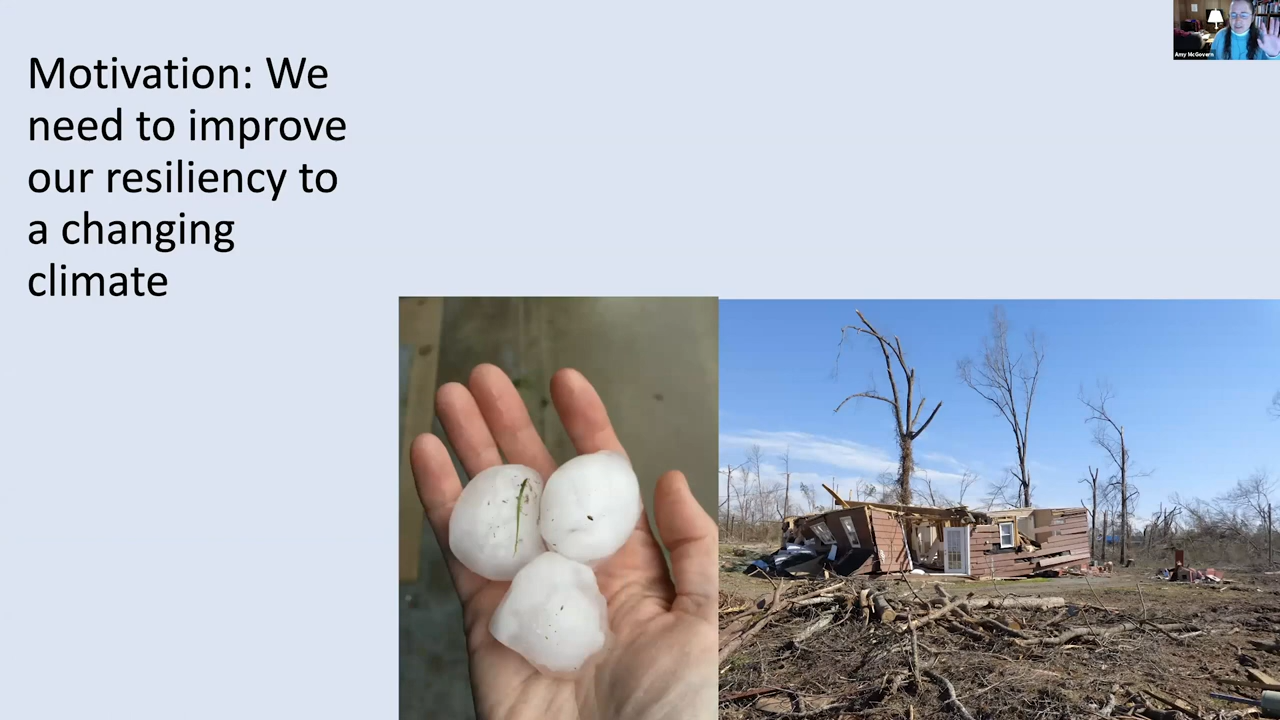 Motivation: We
need to improve
our resiliency to
a changing
climate
Amy McGovern